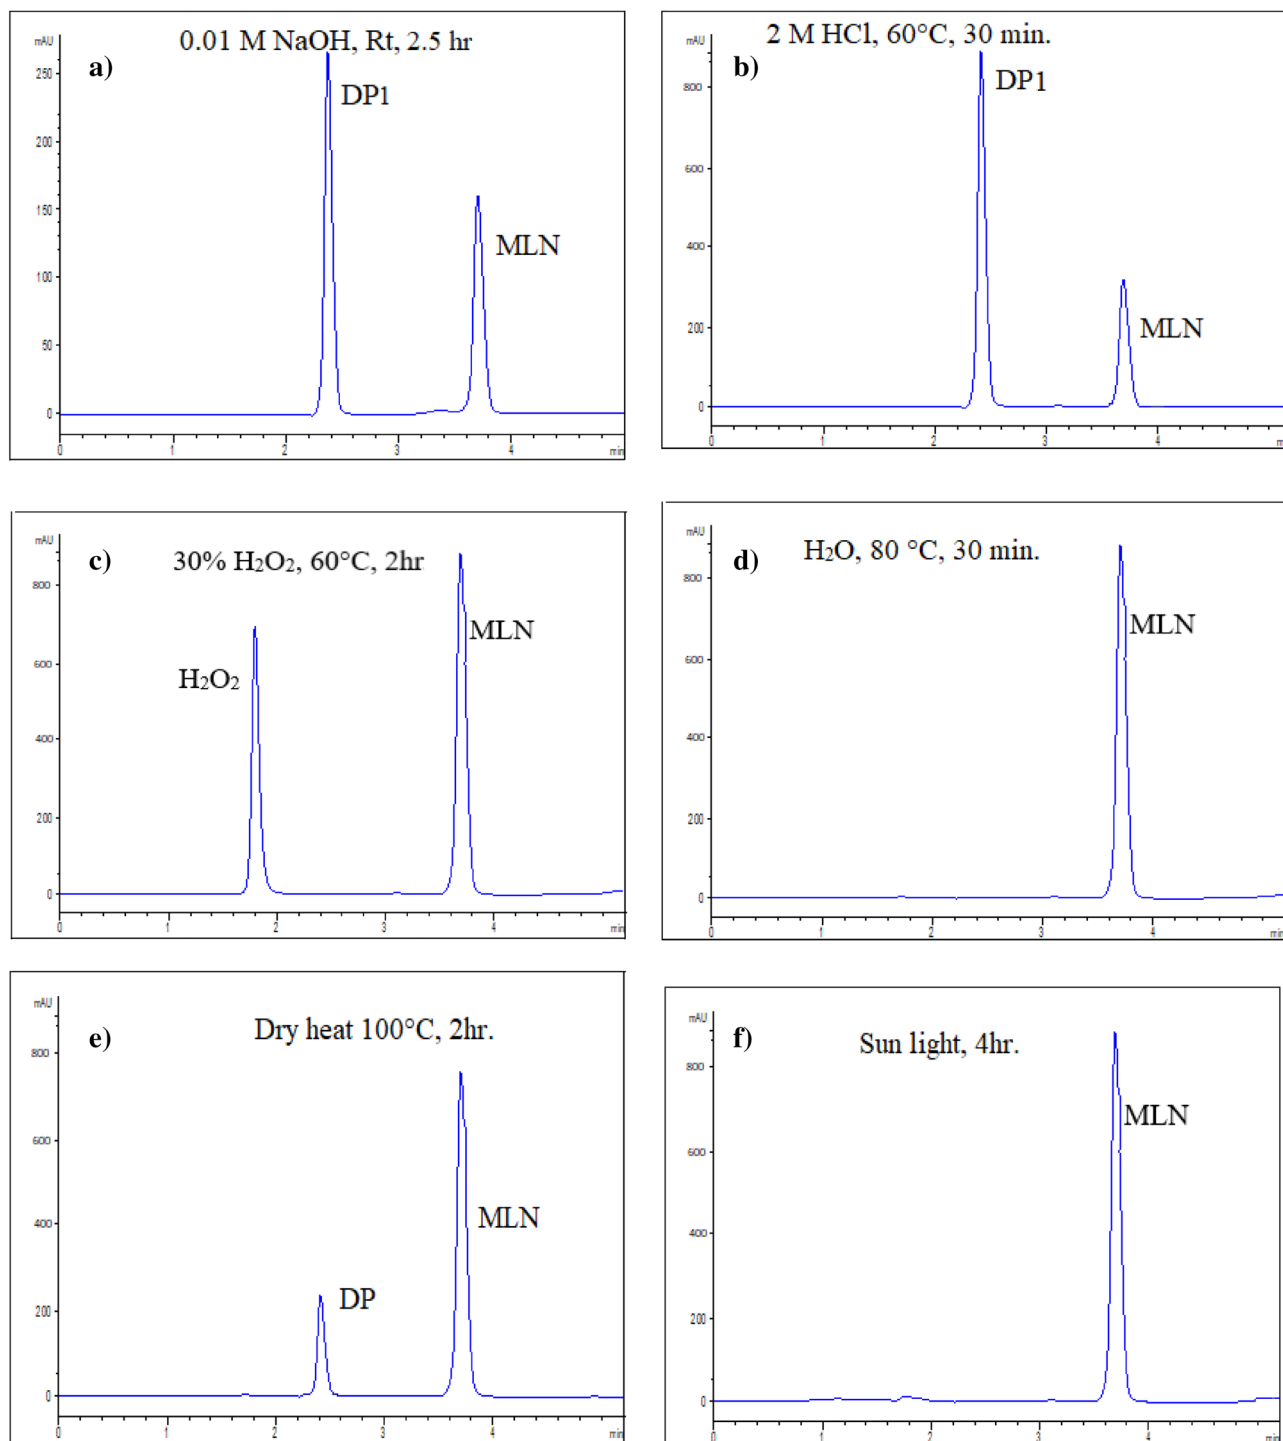 0.01 M NaOH, Rt, 2.5 hr
a)
mAU
250
200
150
100
50
0
DP1
MLN
0 1 2 3 4 min
2 M HCl, 60°C, 30 min.
b)
mAU
800
600
400
200
0
DP1
MLN
0 1 2 3 4 m
30% H₂O₂, 60°C, 2hr
c)
mAU
800
600
400
200
0
H₂O₂
MLN
0 1 2 3 4 min
H₂O, 80 °C, 30 min.
d)
mAU
800
600
400
200
0
MLN
0 1 2 3 4 min
Dry heat 100°C, 2hr.
e)
mAU
800
600
400
200
0
DP
MLN
0 1 2 3 4 min
Sun light, 4hr.
f)
mAU
800
600
400
200
0
MLN
0 1 2 3 4 min